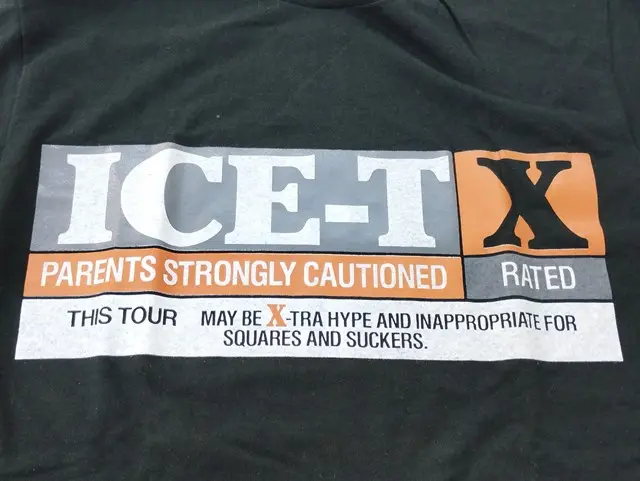 ICE-T X
PARENTS STRONGLY CAUTIONED RATED
THIS TOUR MAY BE X-TRA HYPE AND INAPPROPRIATE FOR
SQUARES AND SUCKERS.